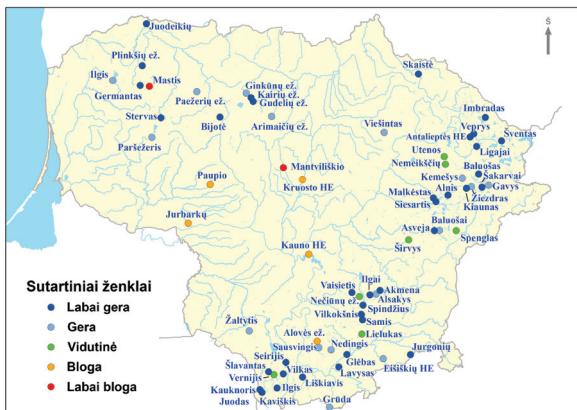 Juodeikių
Š
Plinkšių ež.
Skaistė
Ilgis
Mastis
Germantas
Ginkūnų ež.
Kairių ež.
Gudelių ež.
Paežerių ež.
Imbradas
Stervas
Bijotė
Arimaičių ež.
Viešintas
Antalieptės HE
Veprys
Šventas
Paršežeris
Utenos
Ligajai
Nemeikščių
Mantviliškio
Kemešys
Baluošas
Šakarvai
Paupio
Kruosto HE
Malkėstas
Alnis
Gavys
Siesartis
Žiezdras
Kiaunas
Jurbarkų
Asveja
Baluošai
Širvys
Spenglas
Kauno HE
Sutartiniai ženklai
Labai gera
Gera
Vidutinė
Bloga
Labai bloga
Vaisietis
Ilgai
Akmena
Nečiūnų ež.
Alsakys
Spindžius
Vilkokšnis
Samis
Žaltytis
Lielukas
Alovės ež.
Sausvingis
Nedingis
Jurgonių
Seirijis
Glėbas
Eišiškių HE
Šlavantas
Vilkas
Lavysas
Vernijis
Liškiavis
Kauknoris
Ilgis
Juodas
Kaviškis
Grūda